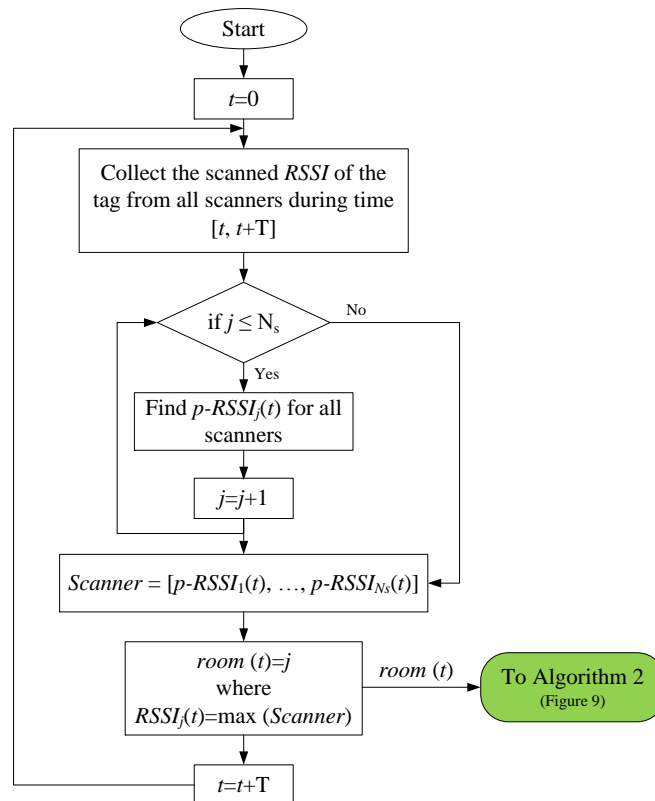 Start
t=0
Collect the scanned RSSI of the
tag from all scanners during time
[t, t+T]
if j ≤ Nₛ
No
Yes
Find p-RSSIⱼ(t) for all
scanners
j=j+1
Scanner = [p-RSSI₁(t), …, p-RSSI_Ns(t)]
room (t)=j
where
RSSIⱼ(t)=max (Scanner)
room (t)
To Algorithm 2
(Figure 9)
t=t+T